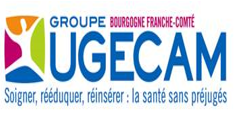 GROUPE BOURGOGNE FRANCHE-COMTÉ
UGECAM
Soigner, rééduquer, réinsérer : la santé sans préjugés